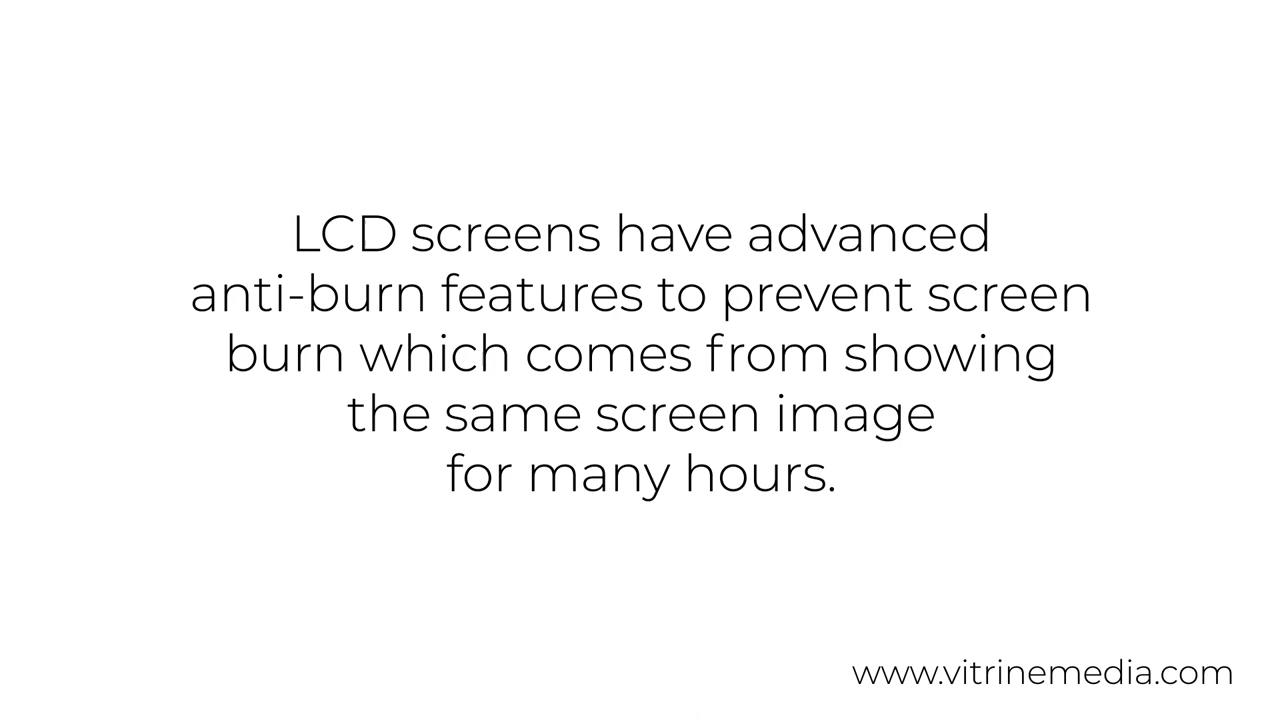 LCD screens have advanced
anti-burn features to prevent screen
burn which comes from showing
the same screen image
for many hours.
www.vitrinemedia.com